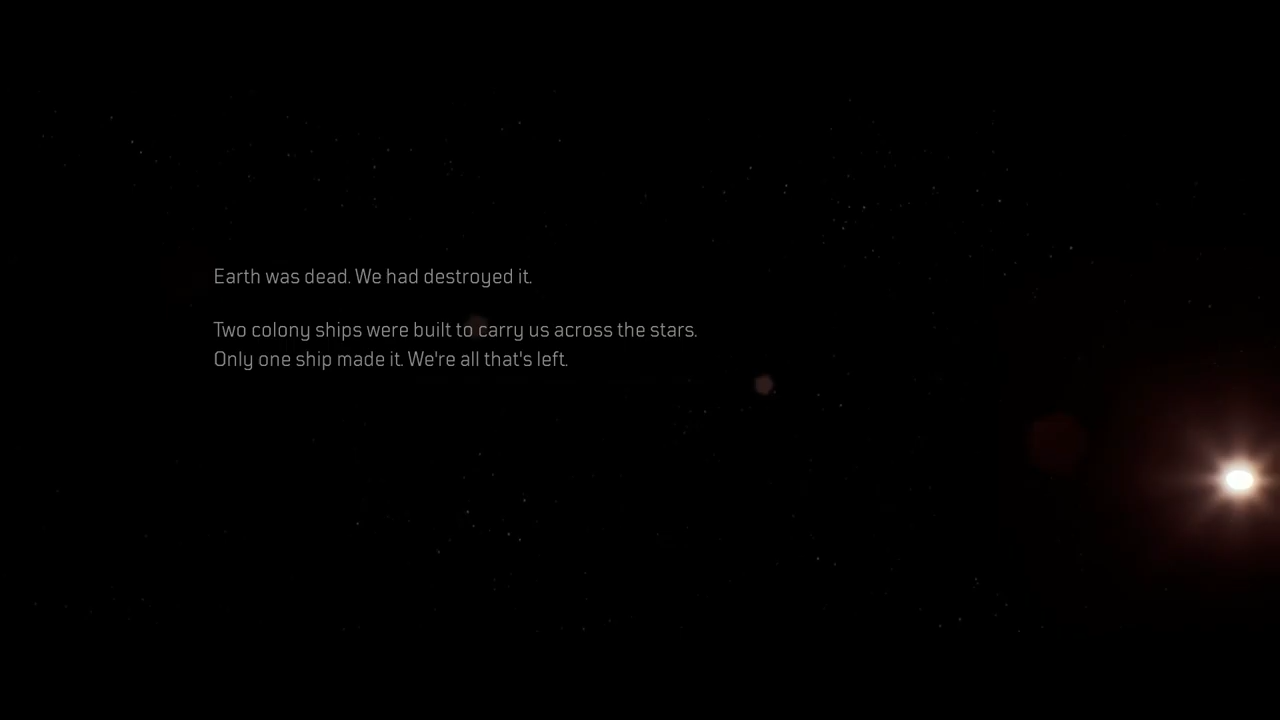 Earth was dead. We had destroyed it.
Two colony ships were built to carry us across the stars.
Only one ship made it. We're all that's left.